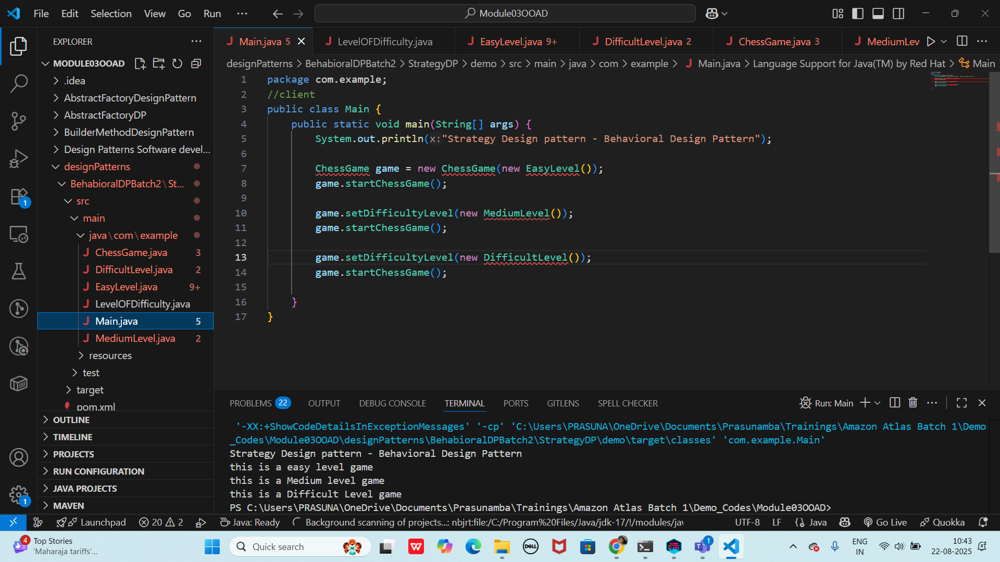 File Edit Selection View Go Run ··· Module03OOAD
EXPLORER
MODULE03OOAD
.idea
AbstractFactoryDesignPattern
AbstractFactoryDP
BuilderMethodDesignPattern
Design Patterns Software devel...
designPatterns
BehabioralDPBatch2\St...
src
main
java\com\example
ChessGame.java 3
DifficultLevel.java 2
EasyLevel.java 9+
LevelOFDifficulty.java
Main.java 5
MediumLevel.java 2
resources
test
target
pom.xml
OUTLINE
TIMELINE
PROJECTS
RUN CONFIGURATION
JAVA PROJECTS
MAVEN
1
1
Main.java 5 LevelOFDifficulty.java EasyLevel.java 9+ DifficultLevel.java 2 ChessGame.java 3 MediumLev
designPatterns > BehabioralDPBatch2 > StrategyDP > demo > src > main > java > com > example > Main.java > Language Support for Java(TM) by Red Hat > Main
1 package com.example;
2 //client
3 public class Main {
4 public static void main(String[] args) {
5 System.out.println(x:"Strategy Design pattern - Behavioral Design Pattern");
6
7 ChessGame game = new ChessGame(new EasyLevel());
8 game.startChessGame();
9
10 game.setDifficultyLevel(new MediumLevel());
11 game.startChessGame();
12
13 game.setDifficultyLevel(new DifficultLevel());
14 game.startChessGame();
15
16 }
17 }
PROBLEMS 22 OUTPUT DEBUG CONSOLE TERMINAL PORTS GITLENS SPELL CHECKER Run: Main
'-XX:+ShowCodeDetailsInExceptionMessages' '-cp' 'C:\Users\PRASUNA\OneDrive\Documents\Prasunamba\Trainings\Amazon Atlas Batch 1\Demo
_Codes\Module03OOAD\designPatterns\BehabioralDPBatch2\StrategyDP\demo\target\classes' 'com.example.Main'
Strategy Design pattern - Behavioral Design Pattern
this is a easy level game
this is a Medium level game
this is a Difficult Level game
PS C:\Users\PRASUNA\OneDrive\Documents\Prasunamba\Trainings\Amazon Atlas Batch 1\Demo_Codes\Module03OOAD>
Launchpad 20 2 Java: Ready Background scanning of projects...: nbjrt:file:/C:/Program%20Files/Java/jdk-17/!/modules/jav UTF-8 LF Java Go Live Quokka
4 Top Stories
'Maharaja tariffs'...
Quick search
W
DELL
1
ENG
IN
10:43
22-08-2025